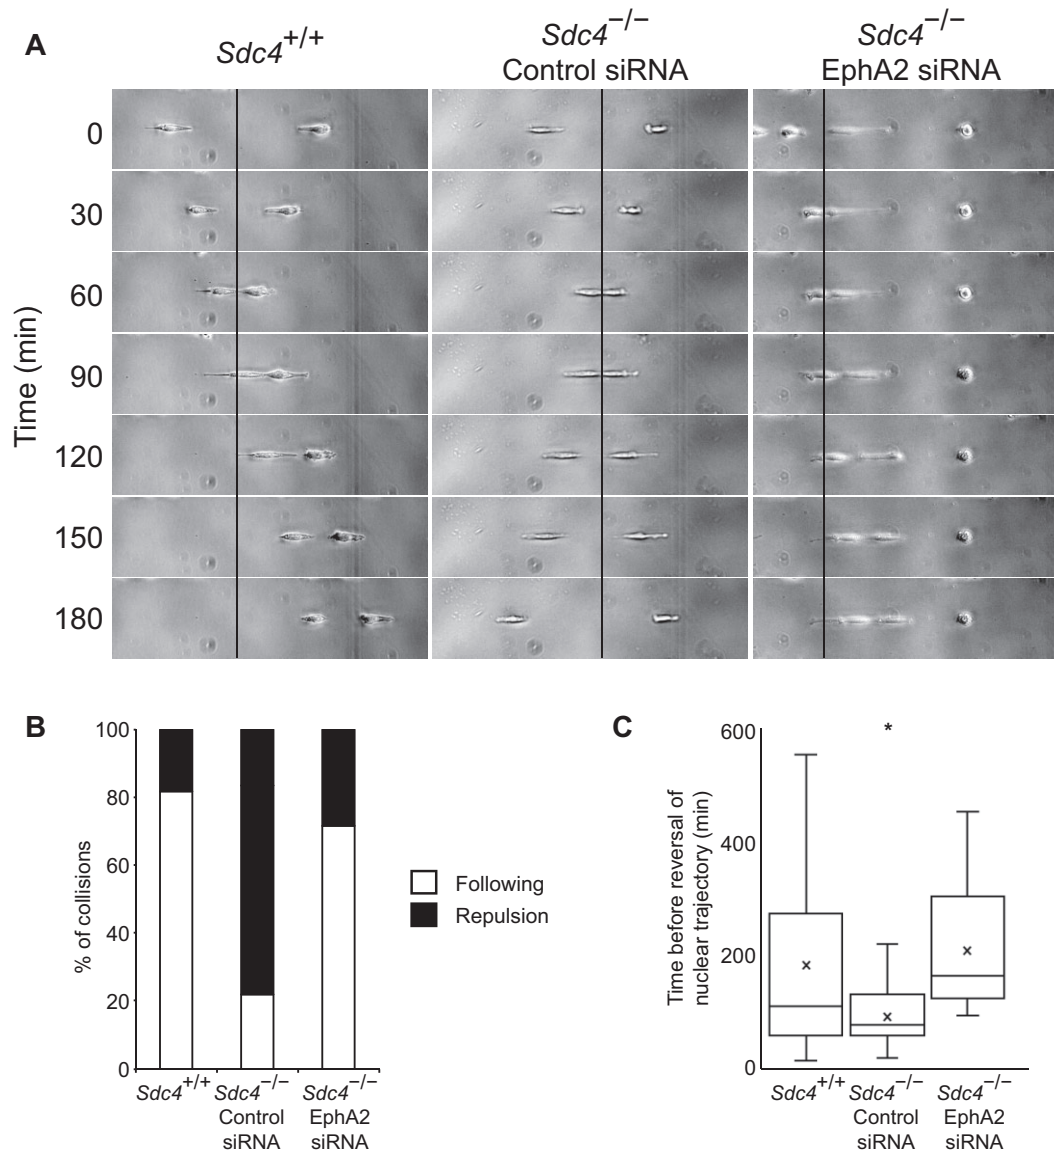 A
Sdc4+/+
Sdc4−/−
Control siRNA
Sdc4−/−
EphA2 siRNA
Time (min)
0
30
60
90
120
150
180
B
% of collisions
100
80
60
40
20
0
Sdc4+/+
Sdc4−/−
Control
siRNA
Sdc4−/−
EphA2
siRNA
Following
Repulsion
C
Time before reversal of
nuclear trajectory (min)
600
400
200
0
*
×
×
×
Sdc4+/+
Sdc4−/−
Control
siRNA
Sdc4−/−
EphA2
siRNA